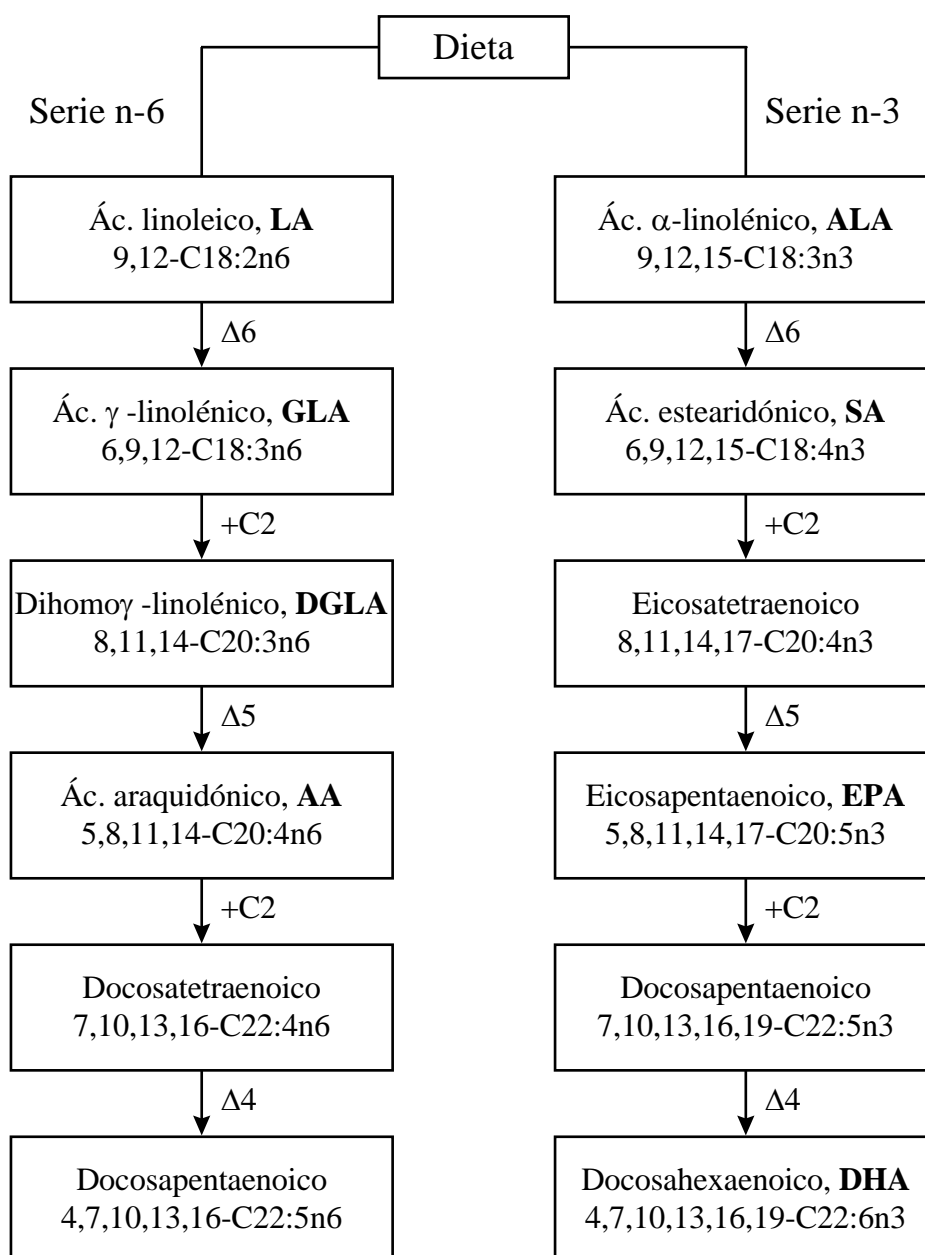 Dieta
Serie n-6
Serie n-3
Ác. linoleico, LA
9,12-C18:2n6
Ác. α-linolénico, ALA
9,12,15-C18:3n3
Δ6
Δ6
Ác. γ -linolénico, GLA
6,9,12-C18:3n6
Ác. estearidónico, SA
6,9,12,15-C18:4n3
+C2
+C2
Dihomoγ -linolénico, DGLA
8,11,14-C20:3n6
Eicosatetraenoico
8,11,14,17-C20:4n3
Δ5
Δ5
Ác. araquidónico, AA
5,8,11,14-C20:4n6
Eicosapentaenoico, EPA
5,8,11,14,17-C20:5n3
+C2
+C2
Docosatetraenoico
7,10,13,16-C22:4n6
Docosapentaenoico
7,10,13,16,19-C22:5n3
Δ4
Δ4
Docosapentaenoico
4,7,10,13,16-C22:5n6
Docosahexaenoico, DHA
4,7,10,13,16,19-C22:6n3